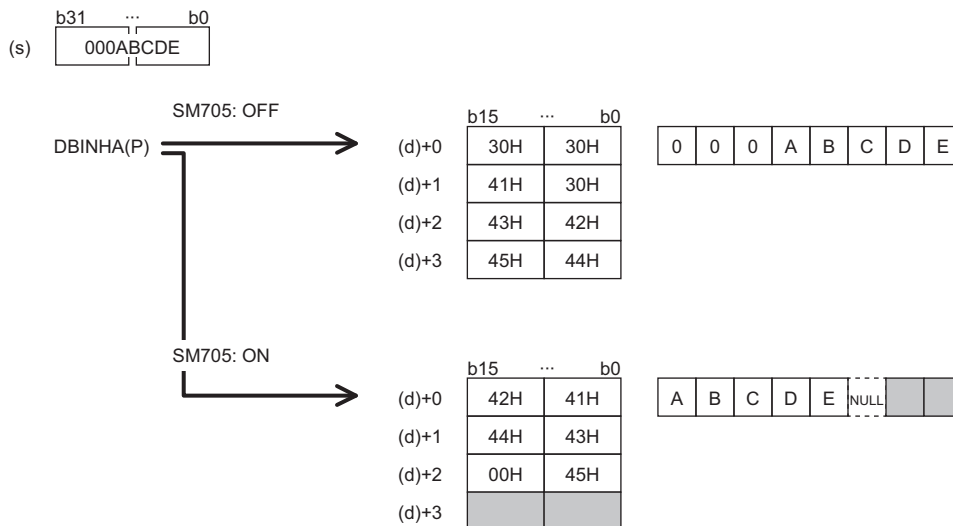 b31 ··· b0
(s) 000ABCDE
SM705: OFF
DBINHA(P)
b15 ··· b0
(d)+0 30H 30H
(d)+1 41H 30H
(d)+2 43H 42H
(d)+3 45H 44H
0 0 0 A B C D E
SM705: ON
b15 ··· b0
(d)+0 42H 41H
(d)+1 44H 43H
(d)+2 00H 45H
(d)+3
A B C D E NULL